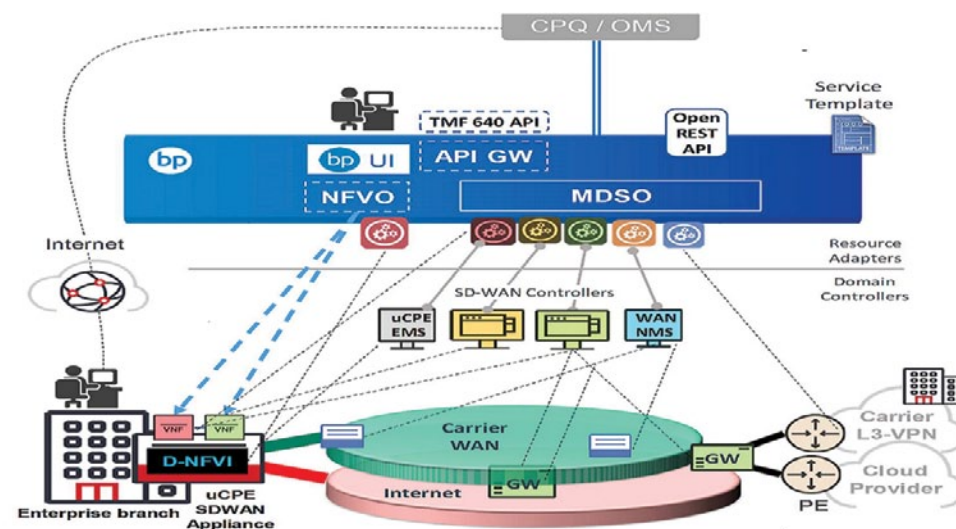 CPQ / OMS
Service
Template
TMF 640 API
Open
REST
API
TEMPLATE
bp
bp UI
API GW
NFVO
MDSO
Internet
Resource
Adapters
Domain
Controllers
SD-WAN Controllers
uCPE
EMS
WAN
NMS
VNF
VNF
Carrier
WAN
Carrier
L3-VPN
D-NFVI
GW
GW
Cloud
Provider
Internet
PE
Enterprise branch
uCPE
SDWAN
Appliance